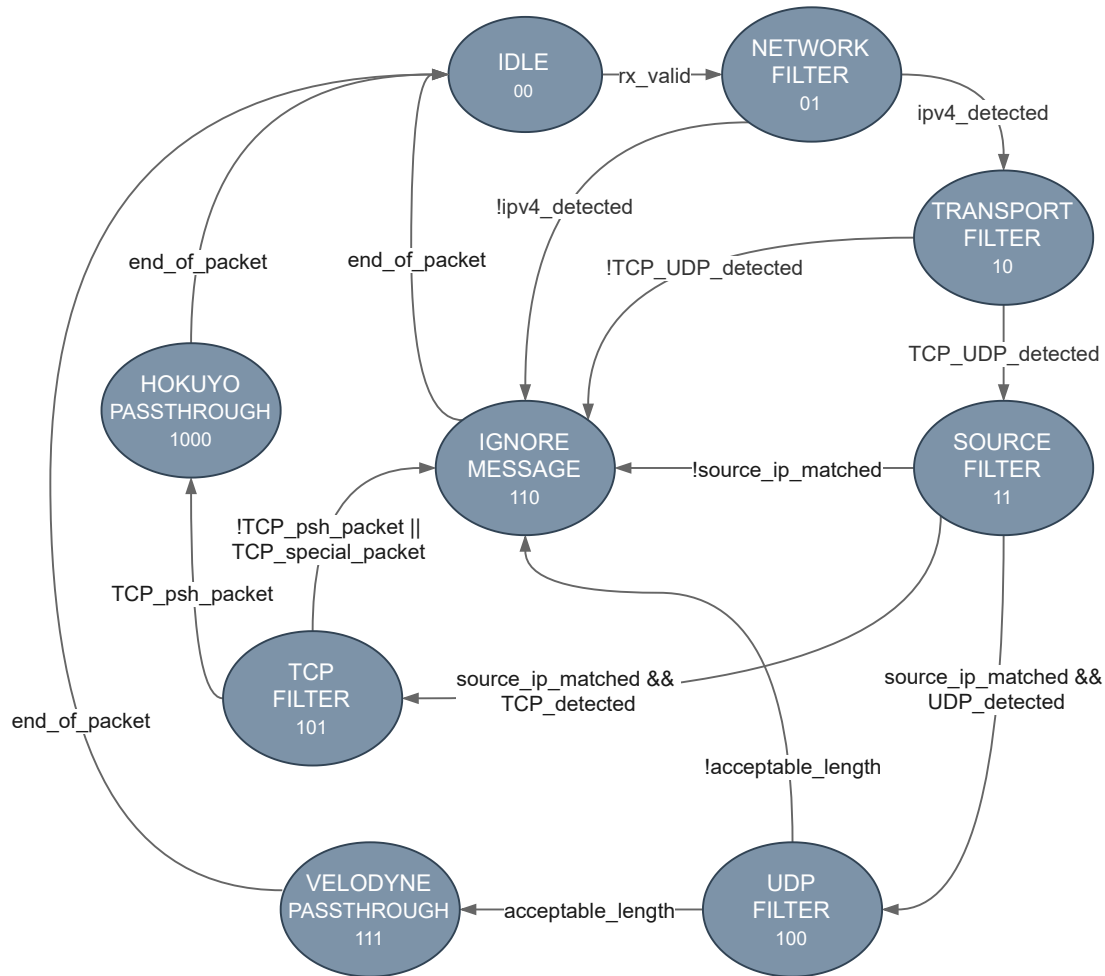 IDLE
00
rx_valid
NETWORK
FILTER
01
ipv4_detected
!ipv4_detected
TRANSPORT
FILTER
10
end_of_packet
end_of_packet
!TCP_UDP_detected
TCP_UDP_detected
HOKUYO
PASSTHROUGH
1000
IGNORE
MESSAGE
110
!source_ip_matched
SOURCE
FILTER
11
!TCP_psh_packet ||
TCP_special_packet
TCP_psh_packet
TCP
FILTER
101
source_ip_matched &&
TCP_detected
source_ip_matched &&
UDP_detected
end_of_packet
!acceptable_length
VELODYNE
PASSTHROUGH
111
acceptable_length
UDP
FILTER
100